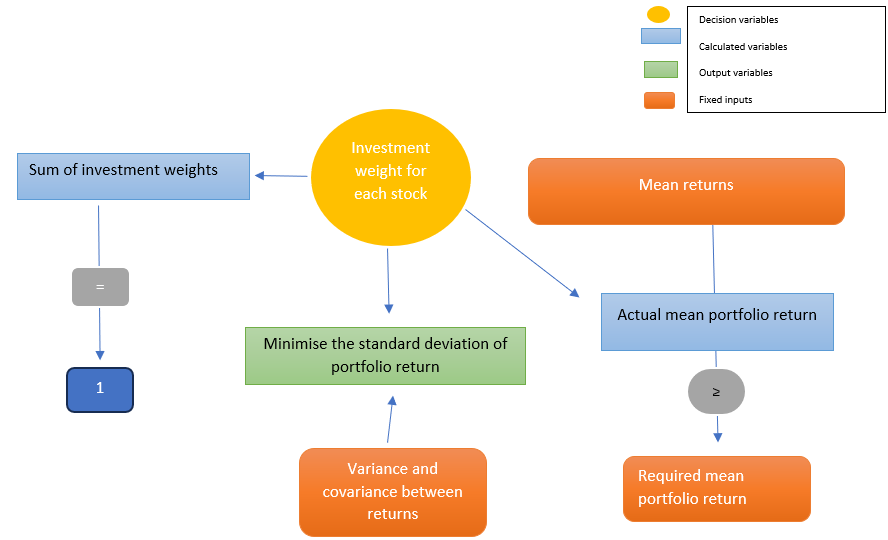 Decision variables
Calculated variables
Output variables
Fixed inputs
Investment
weight for
each stock
Sum of investment weights
Mean returns
=
Actual mean portfolio return
Minimise the standard deviation of
portfolio return
1
≥
Variance and
covariance between
returns
Required mean
portfolio return